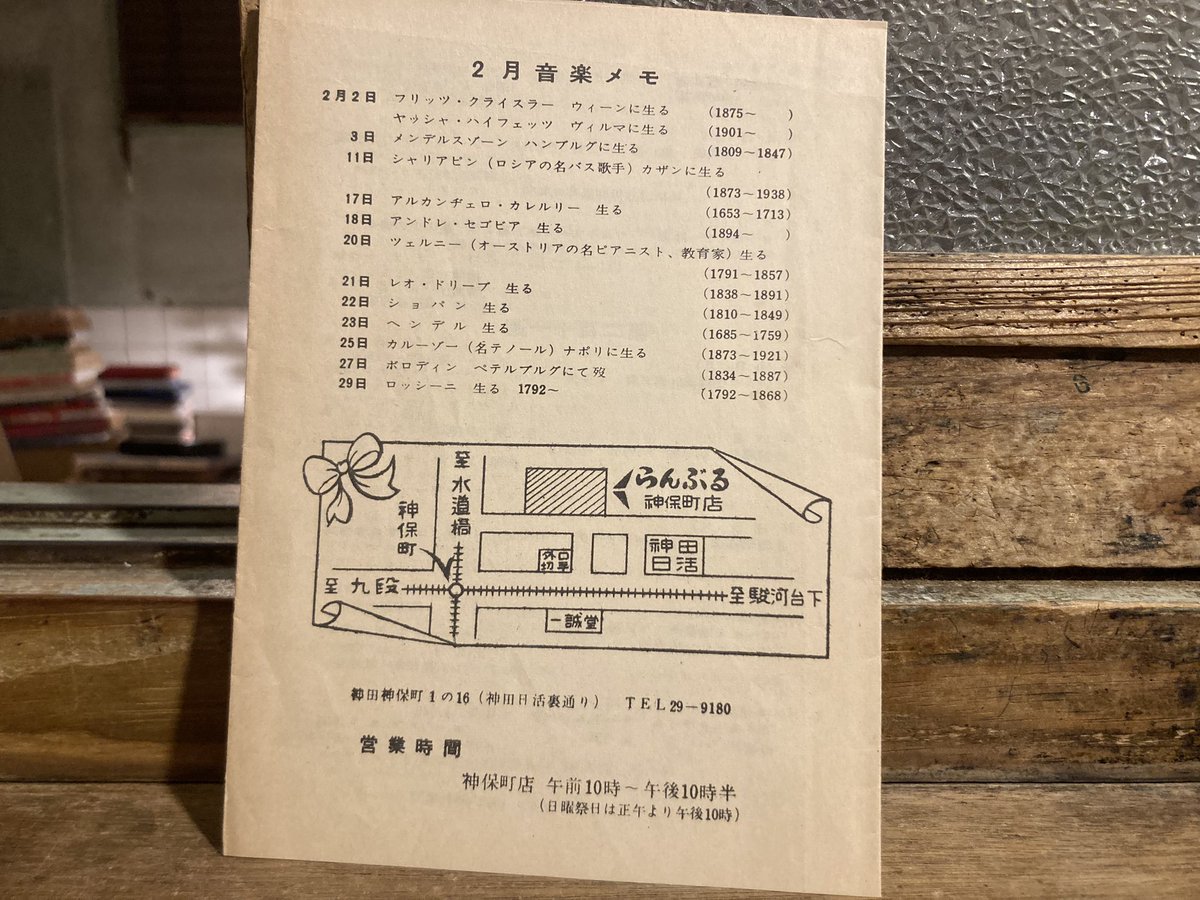 2月音楽メモ
2月2日 フリッツ・クライスラー ウィーンに生る (1875~ )
ヤッシャ・ハイフェッツ ヴィルマに生る (1901~ )
3日 メンデルスゾーン ハンブルグに生る (1809~1847)
11日 シャリアピン(ロシアの名バス歌手)カザンに生る
(1873~1938)
17日 アルカンヂェロ・カレルリー 生る (1653~1713)
18日 アンドレ・セゴビア 生る (1894~ )
20日 ツェルニー(オーストリアの名ピアニスト、教育家)生る
(1791~1857)
21日 レオ・ドリーブ 生る (1838~1891)
22日 ショパン 生る (1810~1849)
23日 ヘンデル 生る (1685~1759)
25日 カルーゾー(名テノール)ナポリに生る (1873~1921)
27日 ボロディン ペテルブルグにて歿 (1834~1887)
29日 ロッシーニ 生る 1792~ (1792~1868)
至水道橋
らんぶる
神保町店
神保町
神田日活
至九段
至駿河台下
一誠堂
神田神保町1の16(神田日活裏通り) TEL29-9180
営業時間
神保町店 午前10時~午後10時半
(日曜祭日は正午より午後10時)